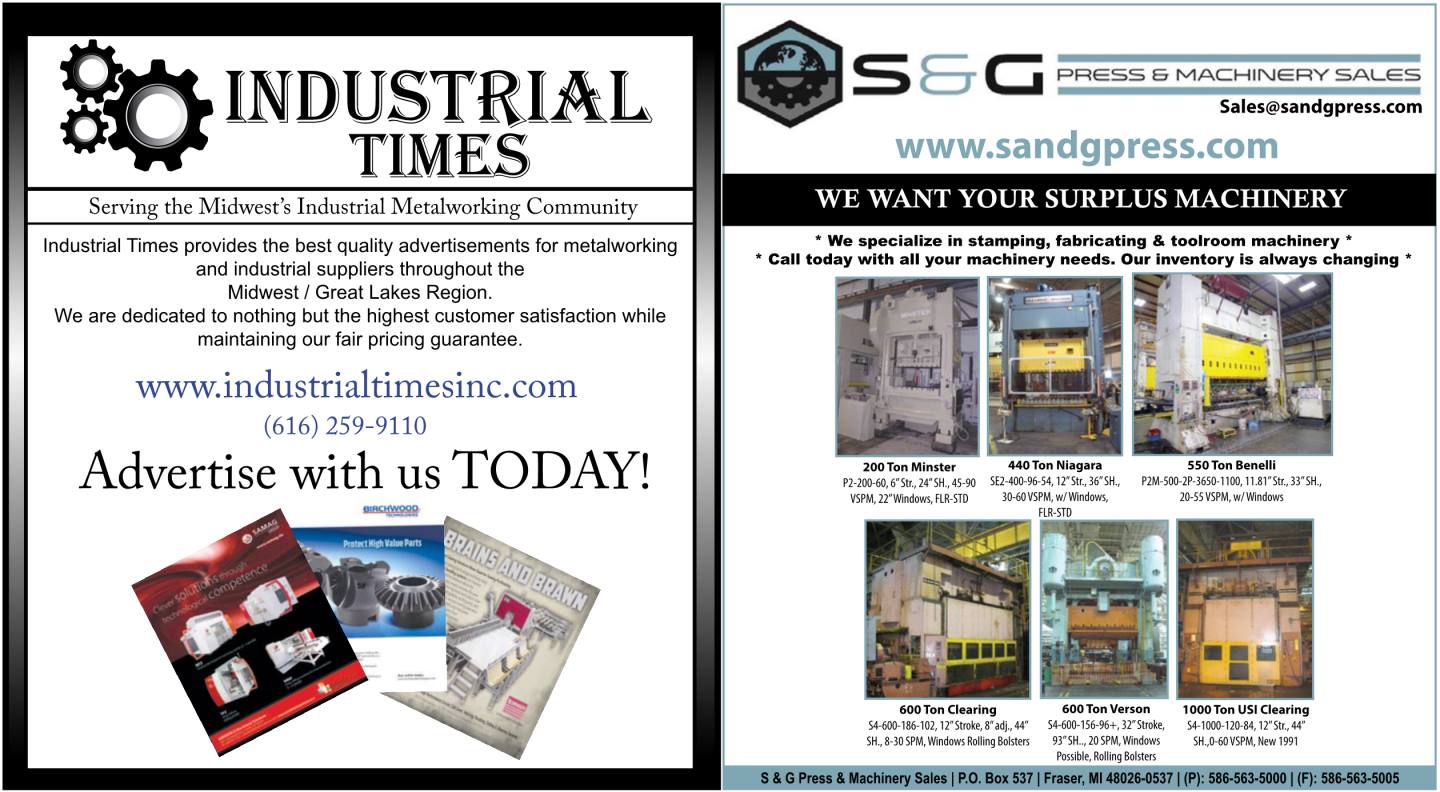 INDUSTRIAL
TIMES
Serving the Midwest's Industrial Metalworking Community
Industrial Times provides the best quality advertisements for metalworking
and industrial suppliers throughout the
Midwest / Great Lakes Region.
We are dedicated to nothing but the highest customer satisfaction while
maintaining our fair pricing guarantee.
www.industrialtimesinc.com
(616) 259-9110
Advertise with us TODAY!
SAMAG
Clever solutions through
technological competence
BIRCHWOOD
TECHNOLOGIES
Protect High Value Parts
BRAINS AND BRAWN
S&G PRESS & MACHINERY SALES
Sales@sandgpress.com
www.sandgpress.com
WE WANT YOUR SURPLUS MACHINERY
* We specialize in stamping, fabricating & toolroom machinery *
* Call today with all your machinery needs. Our inventory is always changing *
MINSTER
200 Ton Minster
P2-200-60, 6" Str., 24" SH., 45-90
VSPM, 22" Windows, FLR-STD
440 Ton Niagara
SE2-400-96-54, 12" Str., 36" SH.,
30-60 VSPM, w/ Windows,
FLR-STD
550 Ton Benelli
P2M-500-2P-3650-1100, 11.81" Str., 33" SH.,
20-55 VSPM, w/ Windows
600 Ton Clearing
S4-600-186-102, 12" Stroke, 8" adj., 44"
SH., 8-30 SPM, Windows Rolling Bolsters
600 Ton Verson
S4-600-156-96+, 32" Stroke,
93" SH.., 20 SPM, Windows
Possible, Rolling Bolsters
1000 Ton USI Clearing
S4-1000-120-84, 12" Str., 44"
SH.,0-60 VSPM, New 1991
S & G Press & Machinery Sales | P.O. Box 537 | Fraser, MI 48026-0537 | (P): 586-563-5000 | (F): 586-563-5005